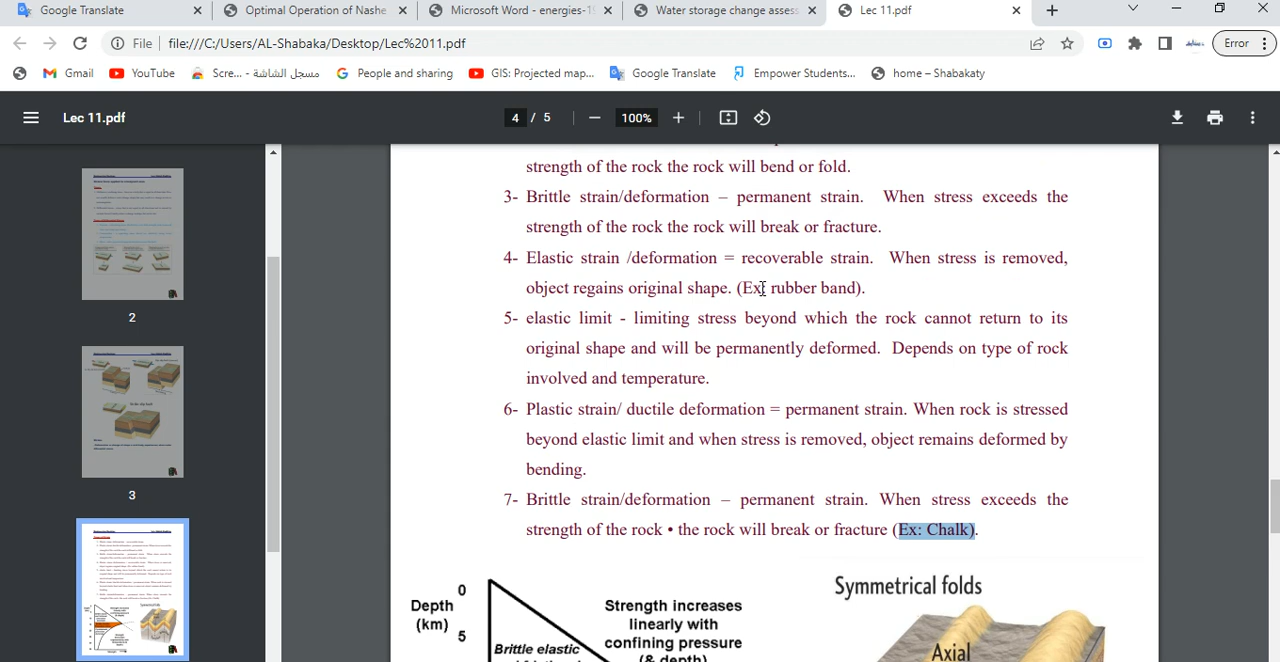 Google Translate
Optimal Operation of Nashe
Microsoft Word - energies-1
Water storage change assess
Lec 11.pdf
File
file:///C:/Users/AL-Shabaka/Desktop/Lec%2011.pdf
Error
Gmail
YouTube
Scre... - مسجل الشاشة
People and sharing
GIS: Projected map...
Google Translate
Empower Students...
home – Shabakaty
Lec 11.pdf
4 / 5
100%
2
3
strength of the rock the rock will bend or fold.
3- Brittle strain/deformation – permanent strain. When stress exceeds the
strength of the rock the rock will break or fracture.
4- Elastic strain /deformation = recoverable strain. When stress is removed,
object regains original shape. (Ex: rubber band).
5- elastic limit - limiting stress beyond which the rock cannot return to its
original shape and will be permanently deformed. Depends on type of rock
involved and temperature.
6- Plastic strain/ ductile deformation = permanent strain. When rock is stressed
beyond elastic limit and when stress is removed, object remains deformed by
bending.
7- Brittle strain/deformation – permanent strain. When stress exceeds the
strength of the rock • the rock will break or fracture (Ex: Chalk).
Depth
(km)
0
5
Brittle elastic
Strength increases
linearly with
confining pressure
(& depth)
Symmetrical folds
Axial